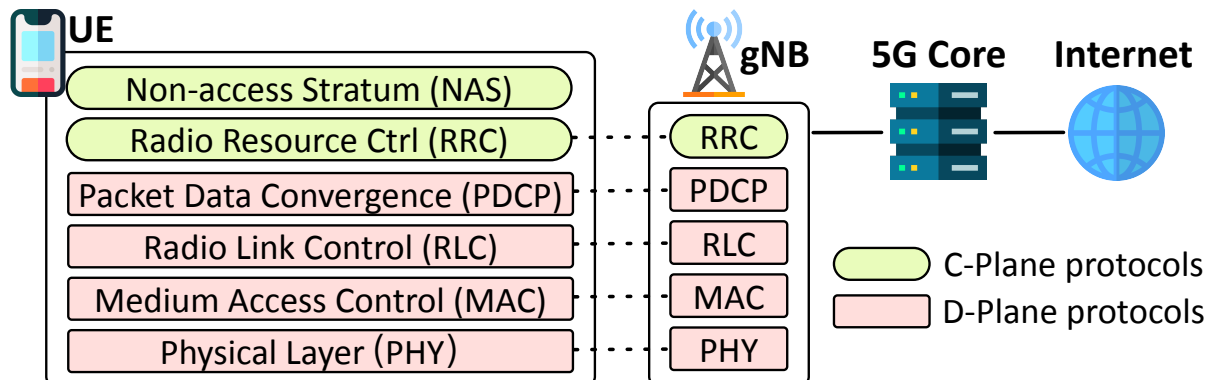 UE
Non-access Stratum (NAS)
Radio Resource Ctrl (RRC)
Packet Data Convergence (PDCP)
Radio Link Control (RLC)
Medium Access Control (MAC)
Physical Layer (PHY)
gNB
RRC
PDCP
RLC
MAC
PHY
5G Core
Internet
C-Plane protocols
D-Plane protocols